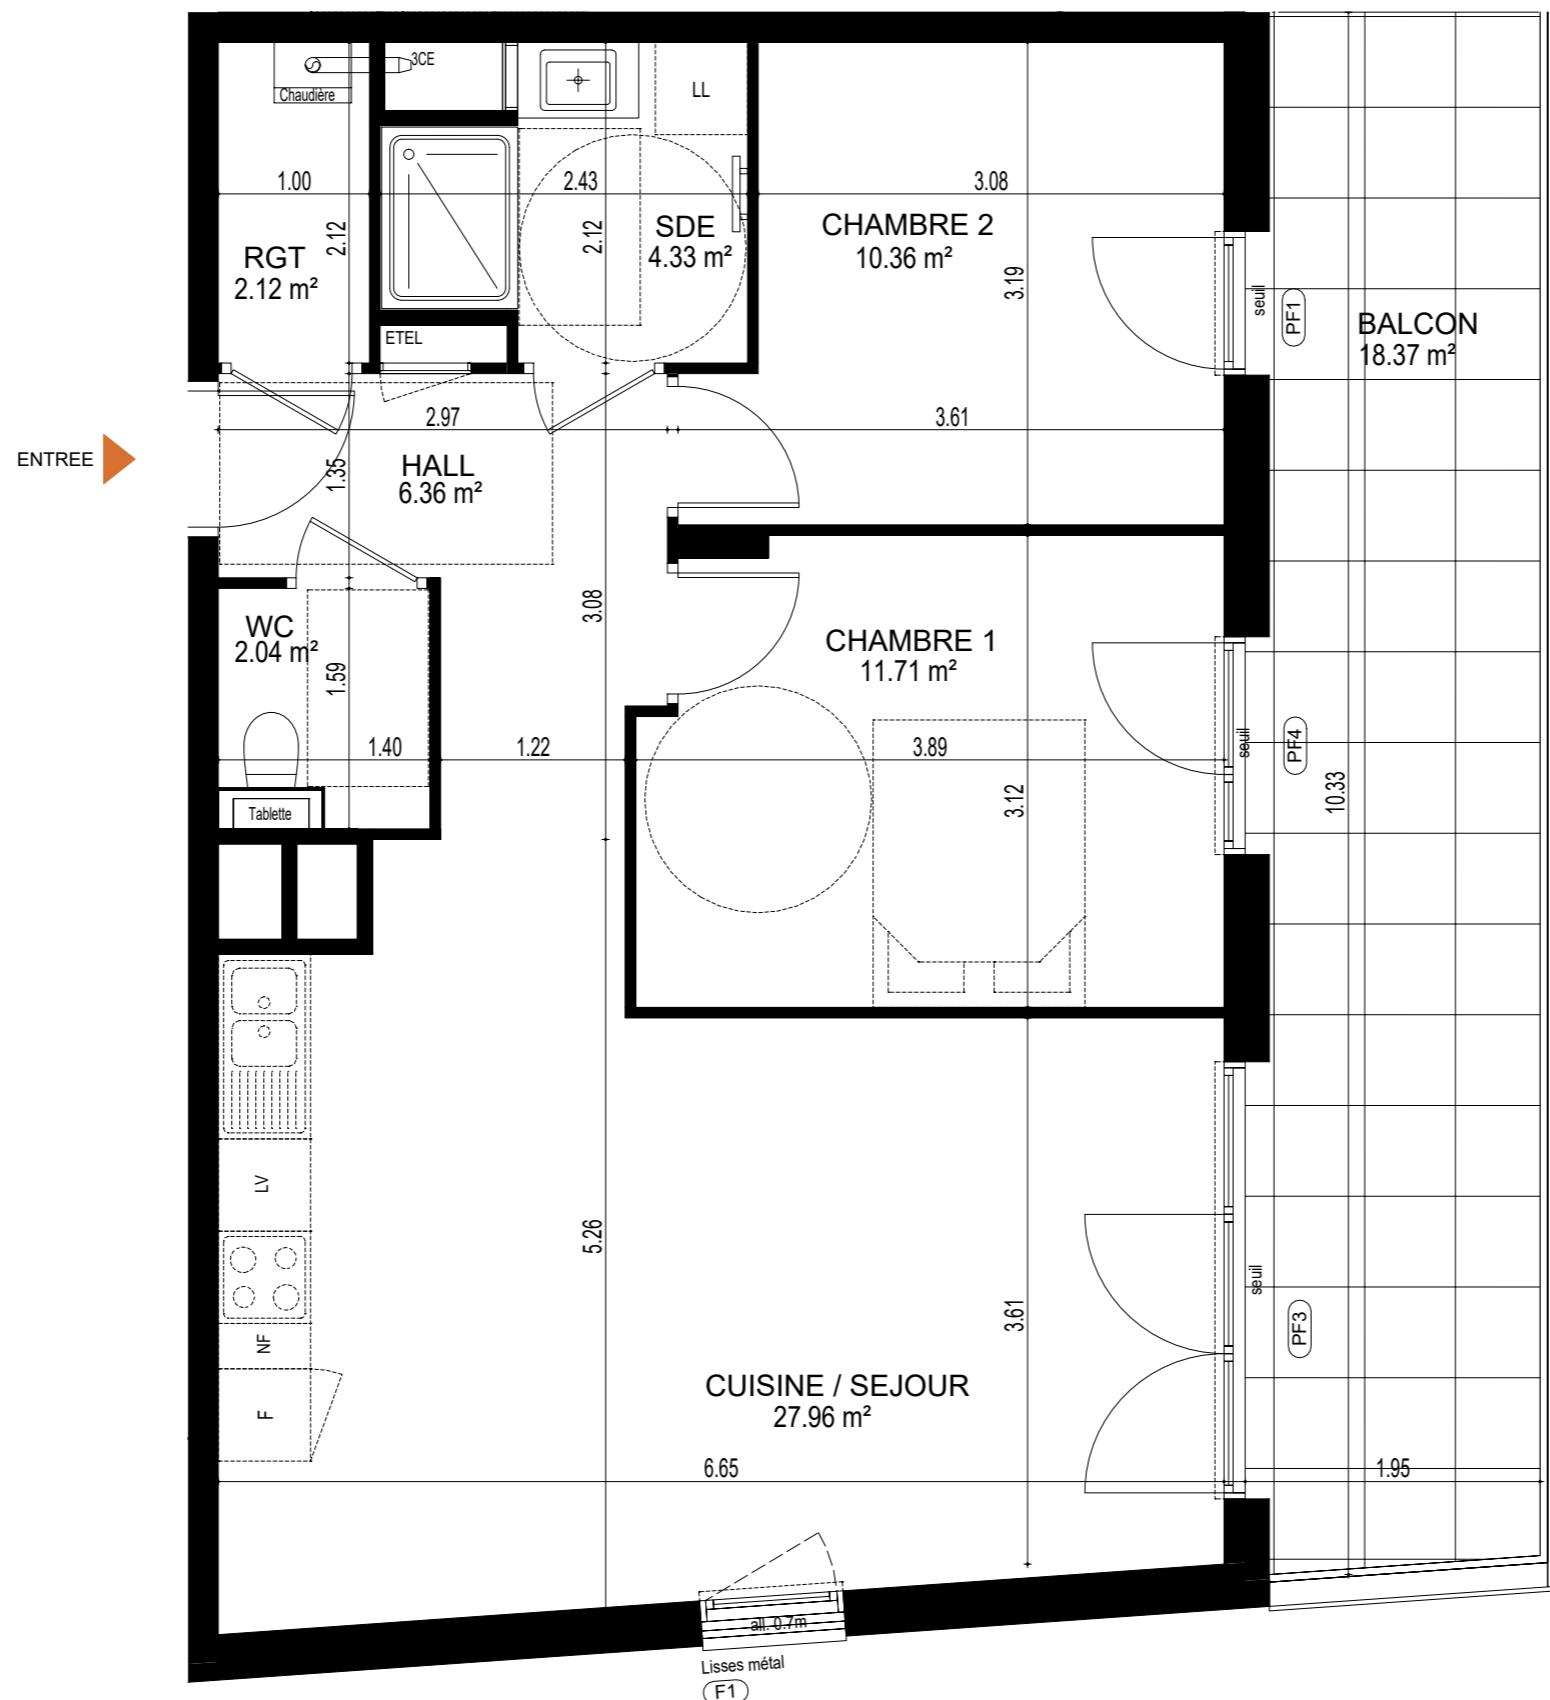 3CE
Chaudière
LL
1.00
2.43
3.08
2.12
2.12
RGT
2.12 m²
SDE
4.33 m²
CHAMBRE 2
10.36 m²
3.19
seuil
PF1
BALCON
18.37 m²
ETEL
2.97
3.61
ENTREE
HALL
6.36 m²
1.35
WC
2.04 m²
1.59
3.08
CHAMBRE 1
11.71 m²
1.40
1.22
3.89
seuil
PF4
3.12
10.33
Tablette
LV
5.26
seuil
3.61
PF3
NF
F
CUISINE / SEJOUR
27.96 m²
6.65
1.95
all. 0.7m
Lisses métal
F1